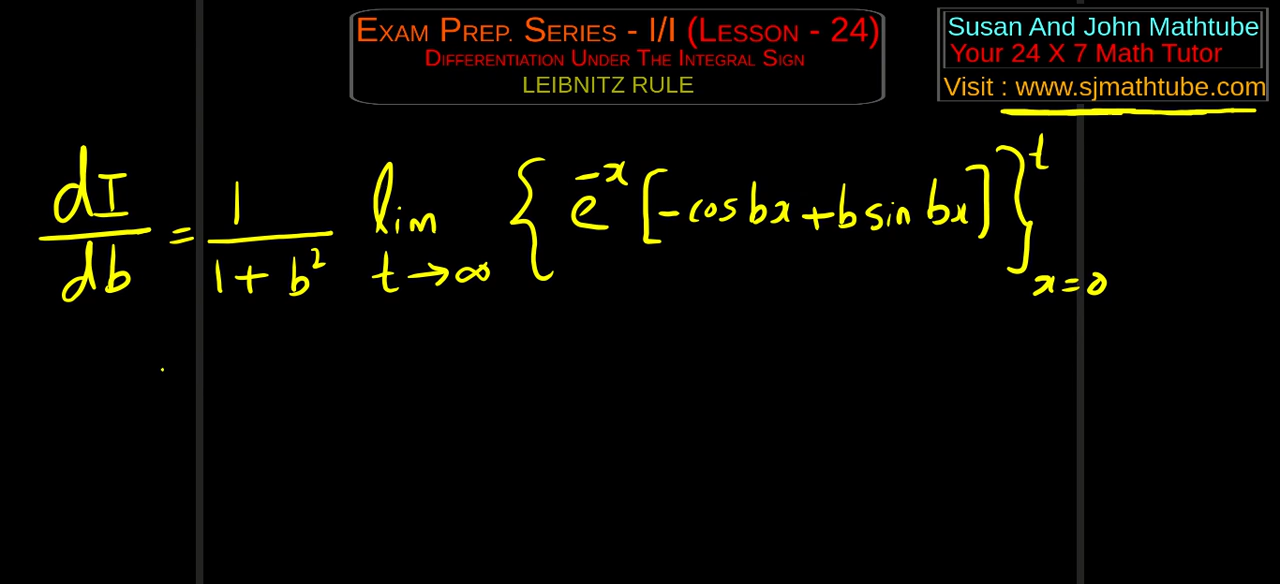 Exam Prep. Series - I/I (Lesson - 24)
Differentiation Under The Integral Sign
LEIBNITZ RULE
Susan And John Mathtube
Your 24 X 7 Math Tutor
Visit : www.sjmathtube.com
dI/db = 1/(1 + b²) lim t→∞ { e^-x [-cos bx + b sin bx] }_{x=0}^{t}